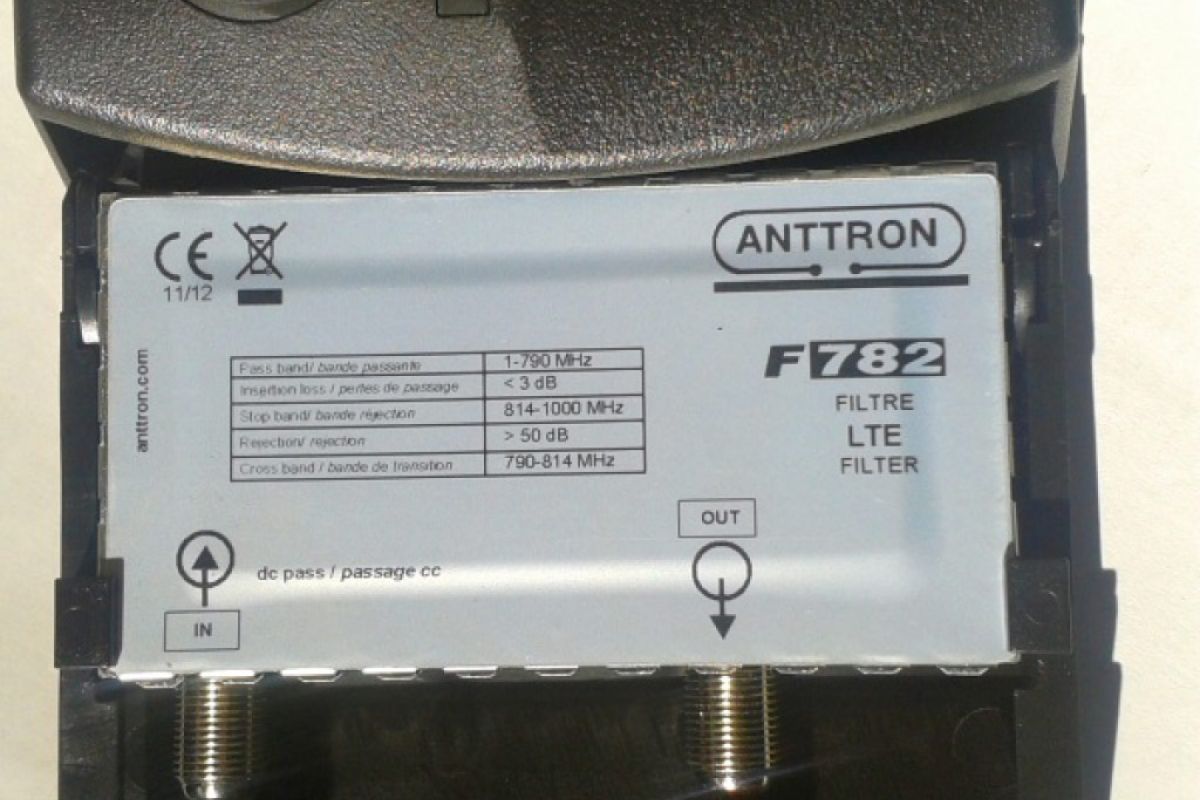 CE
11/12
ANTTRON
anttron.com
Pass band/ bande passante 1-790 MHz
Insertion loss / pertes de passage < 3 dB
Stop band/ bande réjection 814-1000 MHz
Rejection/ rejection > 50 dB
Cross band / bande de transition 790-814 MHz
F782
FILTRE
LTE
FILTER
OUT
dc pass / passage cc
IN